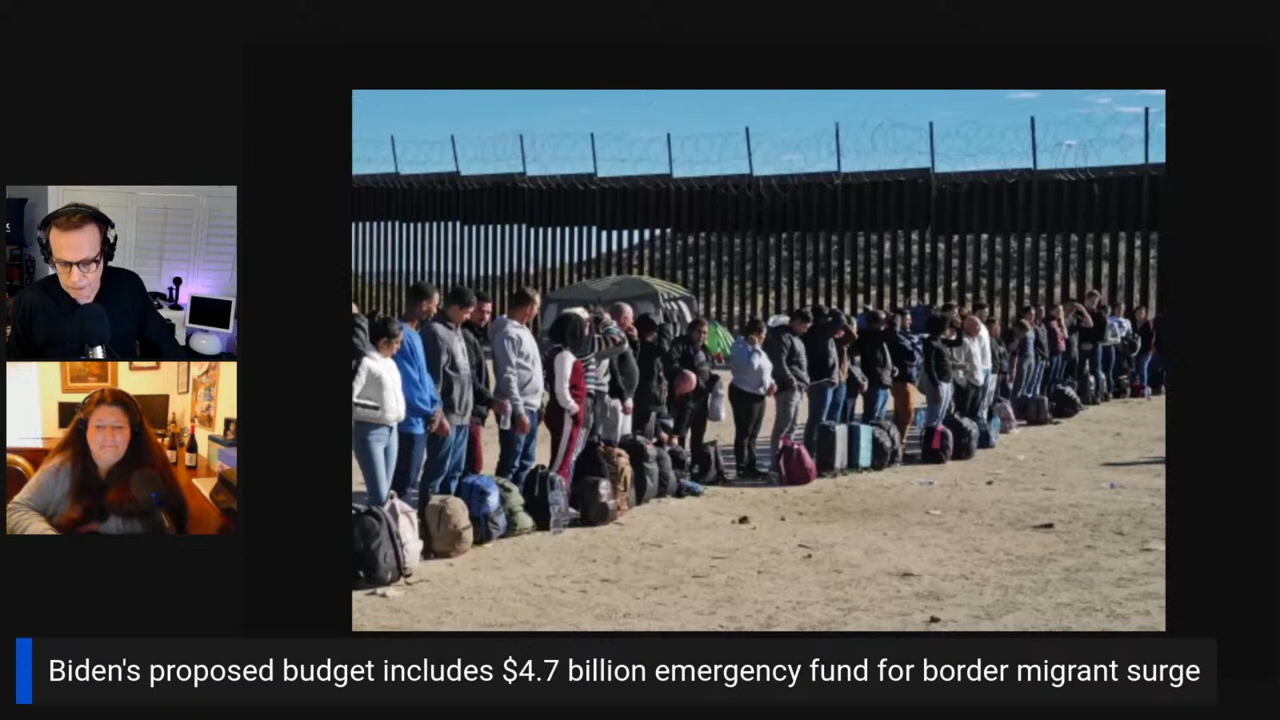 Biden's proposed budget includes $4.7 billion emergency fund for border migrant surge